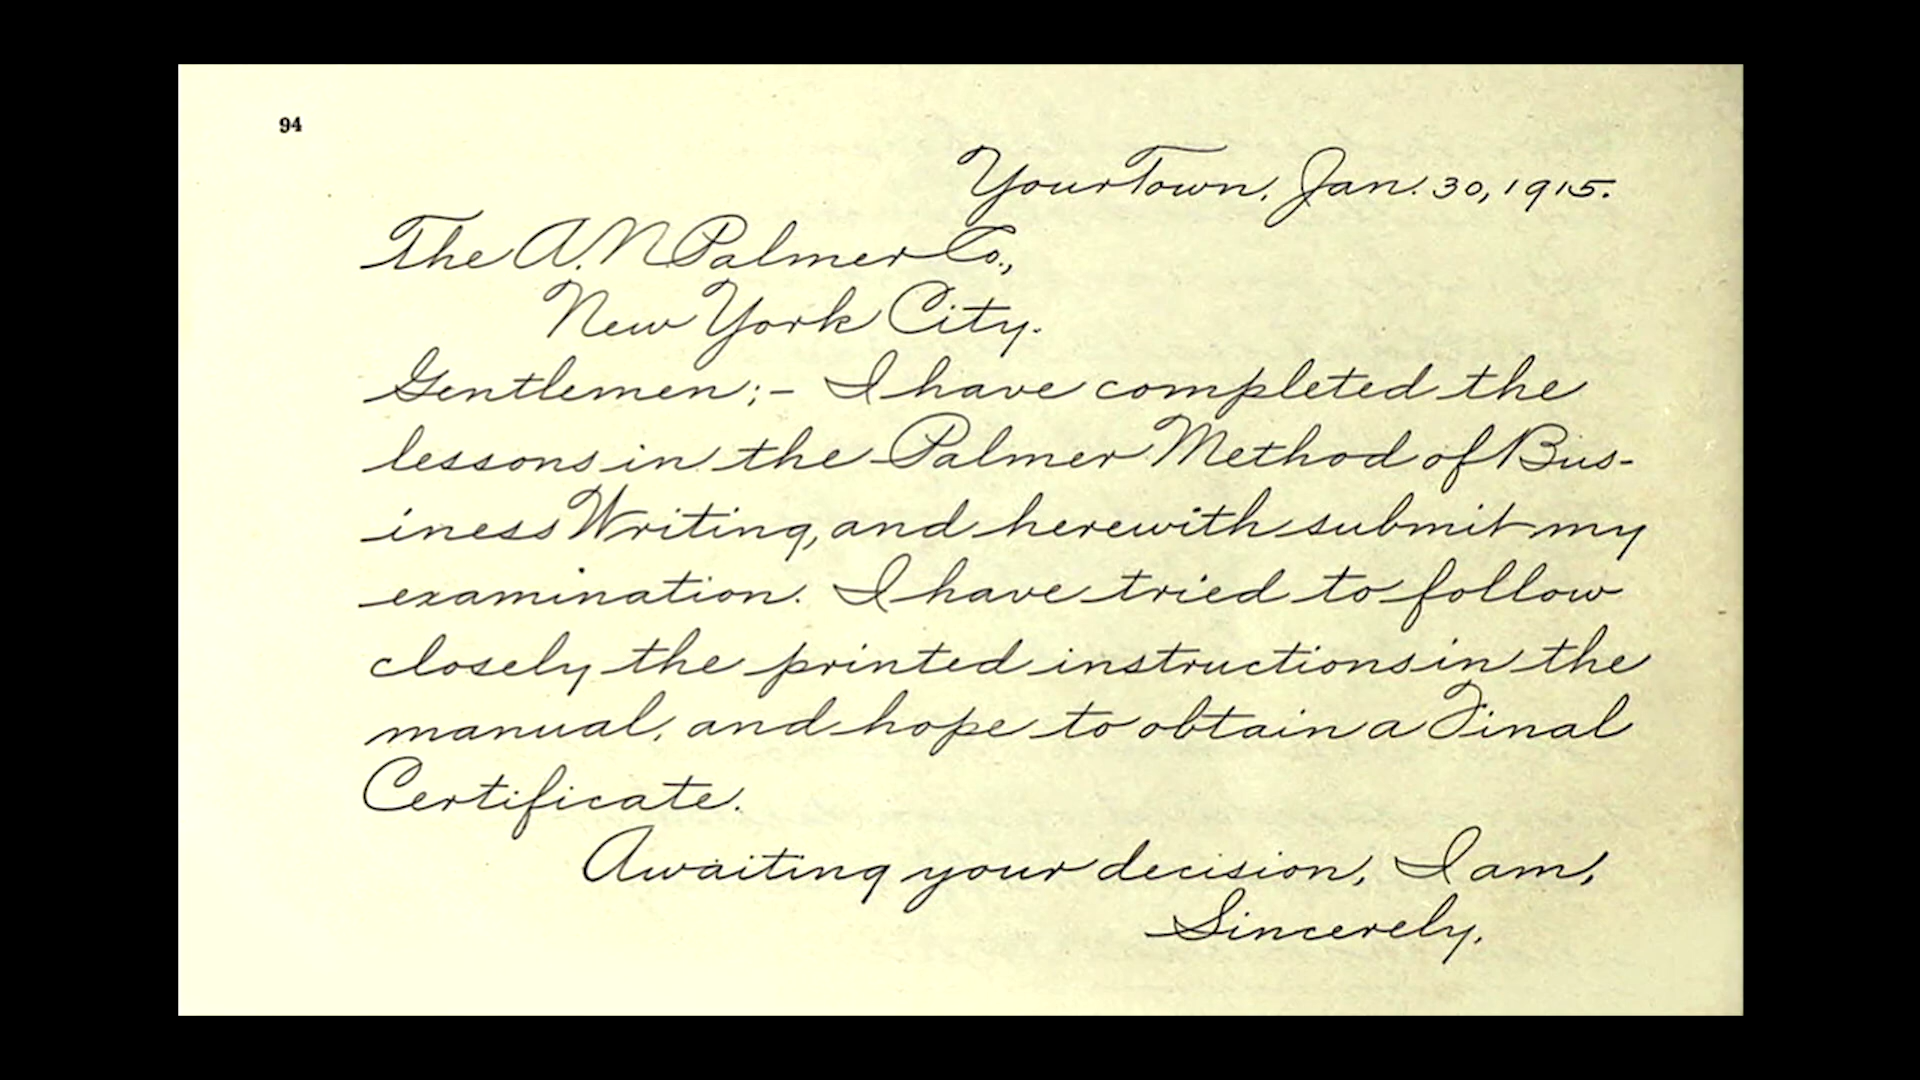 94
Your Town, Jan. 30, 1915.
The A. N. Palmer Co.,
New York City.
Gentlemen;- I have completed the
lessons in the Palmer Method of Bus-
iness Writing, and herewith submit my
examination. I have tried to follow
closely the printed instructions in the
manual, and hope to obtain a Final
Certificate.
Awaiting your decision, I am,
Sincerely,